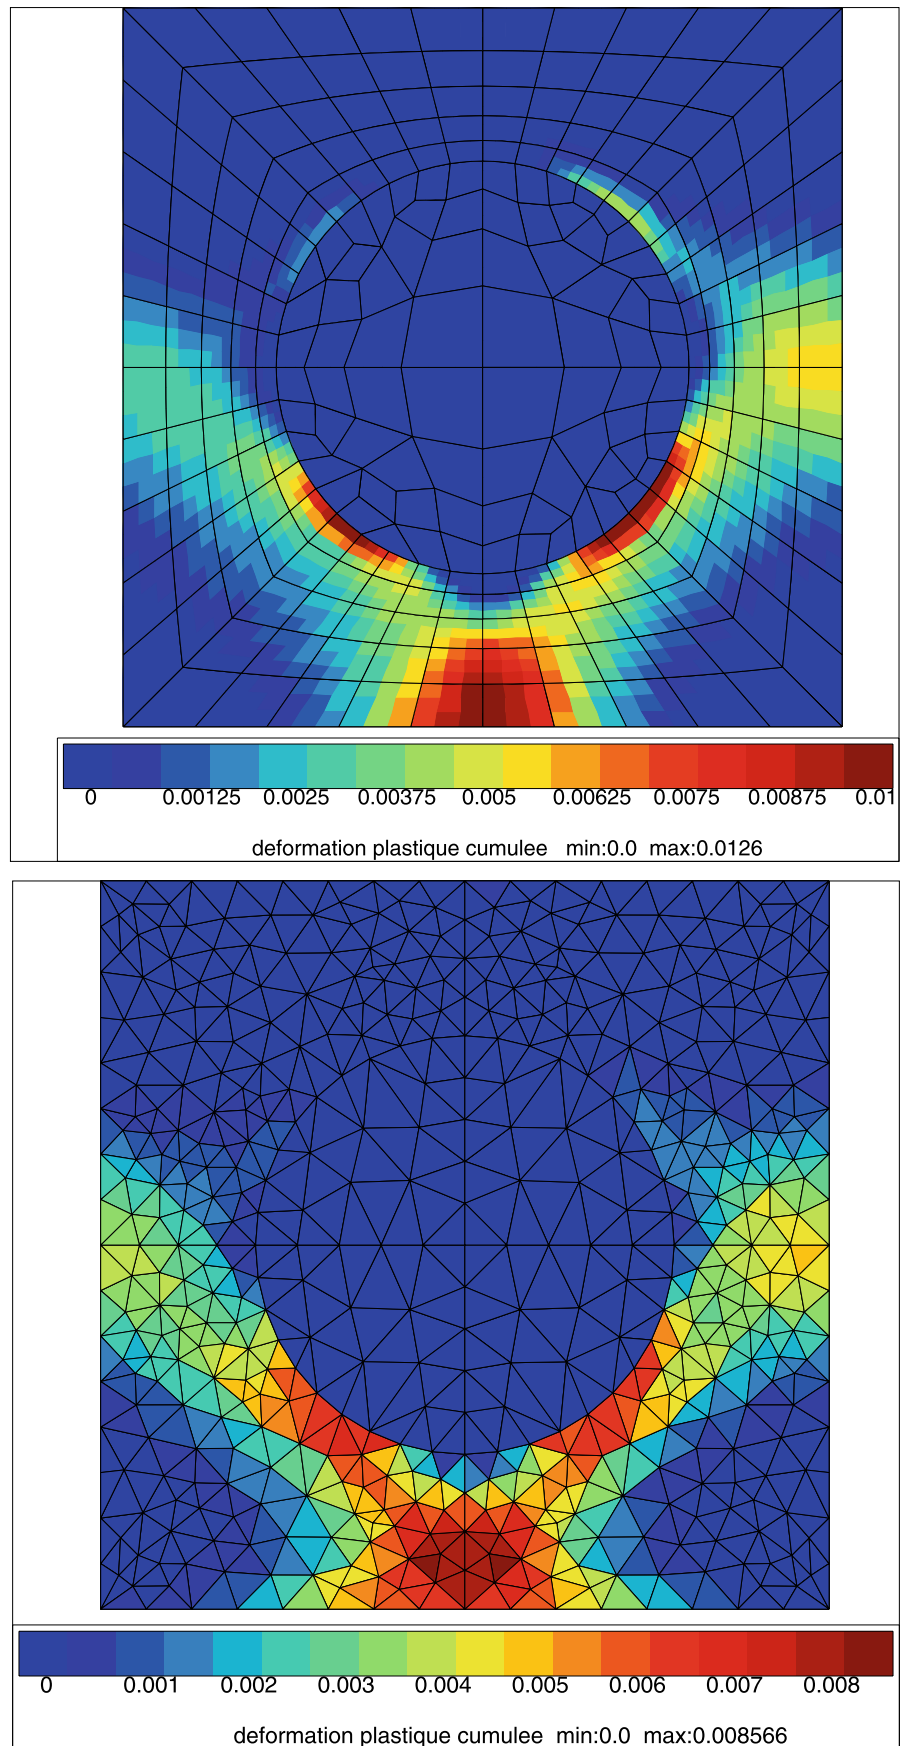 0 0.00125 0.0025 0.00375 0.005 0.00625 0.0075 0.00875 0.01
deformation plastique cumulee min:0.0 max:0.0126
0 0.001 0.002 0.003 0.004 0.005 0.006 0.007 0.008
deformation plastique cumulee min:0.0 max:0.008566